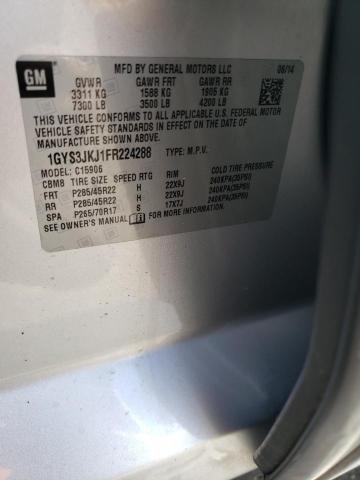 GM
MFD BY GENERAL MOTORS LLC 08/14
GVWR GAWR FRT GAWR RR
3311 KG 1588 KG 1905 KG
7300 LB 3500 LB 4200 LB
THIS VEHICLE CONFORMS TO ALL APPLICABLE U.S. FEDERAL MOTOR
VEHICLE SAFETY
THEFT PREVENTION STANDARDS IN EFFECT ON THE DATE OF
MANUFACTURE SHOWN ABOVE.
1GYS3JKJ1FR224288 TYPE: M.P.V.
MODEL: C15906
CBMB TIRE SIZE SPEED RTG RIM COLD TIRE PRESSURE
FRT P285/45R22 H 22X9J 240KPA(35PSI)
RR P285/45R22 H 22X9J 240KPA(35PSI)
SPA P265/70R17 S 17X7J 240KPA(35PSI)
SEE OWNER'S MANUAL FOR ADDITIONAL INFORMATION.